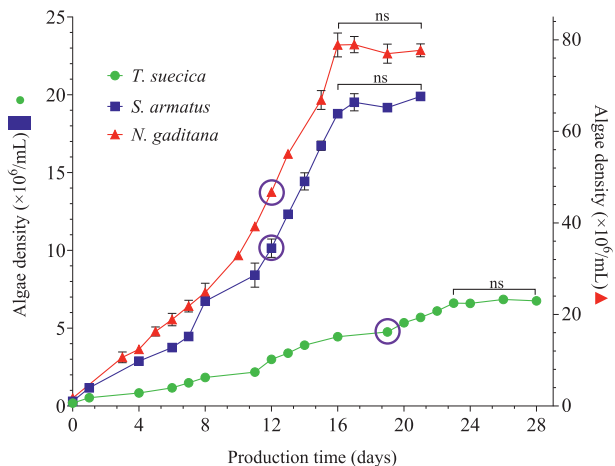 25
20
15
10
5
0
Algae density (×10⁶/mL)
T. suecica
S. armatus
N. gaditana
ns
ns
ns
80
60
40
20
0
Algae density (×10⁶/mL)
0 4 8 12 16 20 24 28
Production time (days)